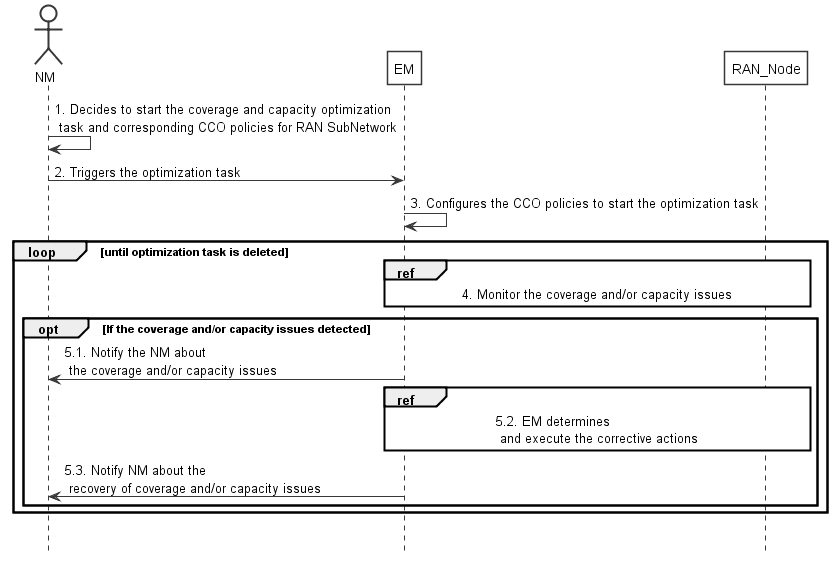 NM
EM
RAN_Node
1. Decides to start the coverage and capacity optimization
task and corresponding CCO policies for RAN SubNetwork
2. Triggers the optimization task
3. Configures the CCO policies to start the optimization task
loop [until optimization task is deleted]
ref
4. Monitor the coverage and/or capacity issues
opt [If the coverage and/or capacity issues detected]
5.1. Notify the NM about
the coverage and/or capacity issues
ref
5.2. EM determines
and execute the corrective actions
5.3. Notify NM about the
recovery of coverage and/or capacity issues